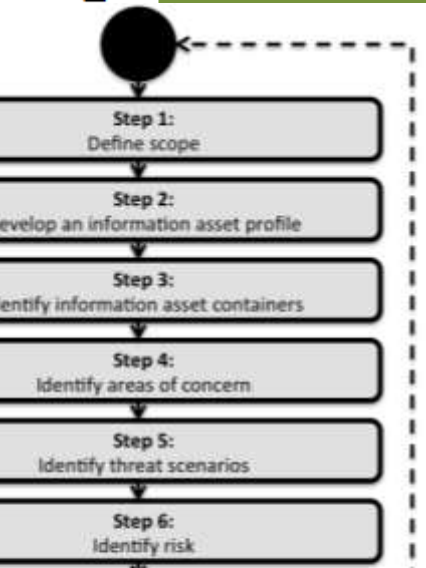 Step 1:
Define scope
Step 2:
evelop an information asset profile
Step 3:
entify information asset containers
Step 4:
Identify areas of concern
Step 5:
Identify threat scenarios
Step 6:
Identify risk